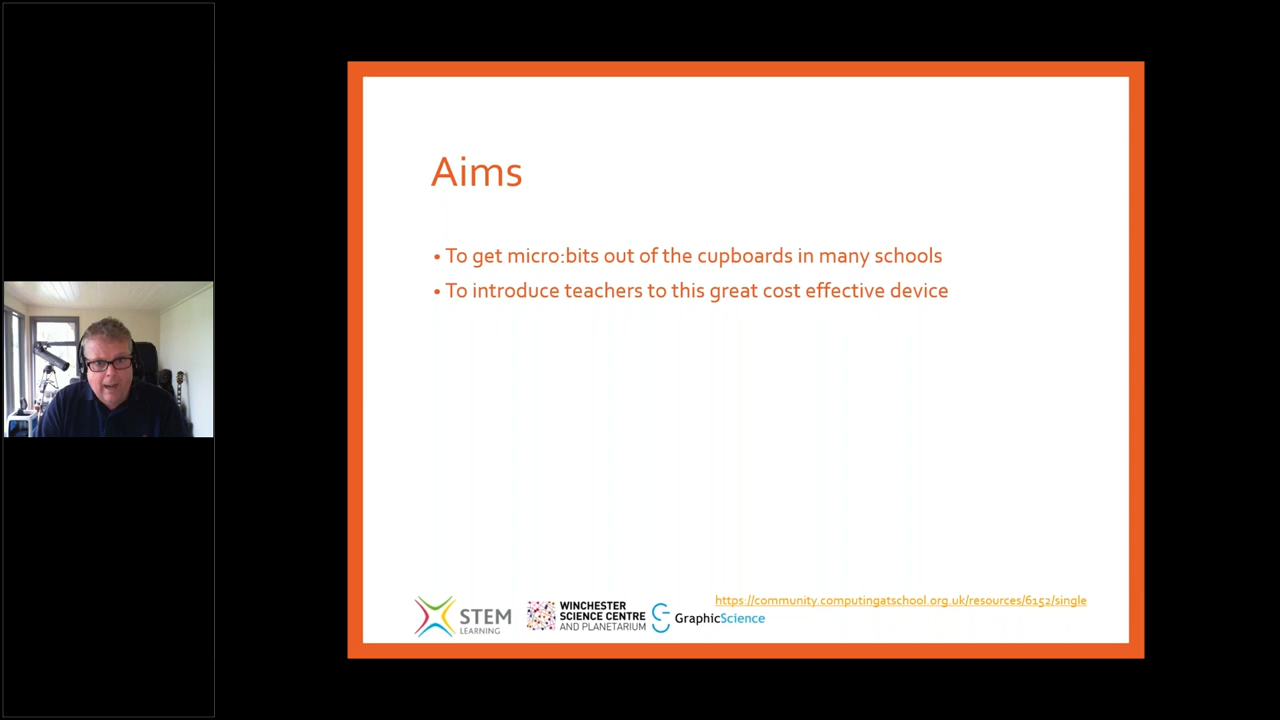 Aims
• To get micro:bits out of the cupboards in many schools
• To introduce teachers to this great cost effective device
https://community.computingatschool.org.uk/resources/6152/single
STEM
LEARNING
WINCHESTER
SCIENCE CENTRE
AND PLANETARIUM
GraphicScience